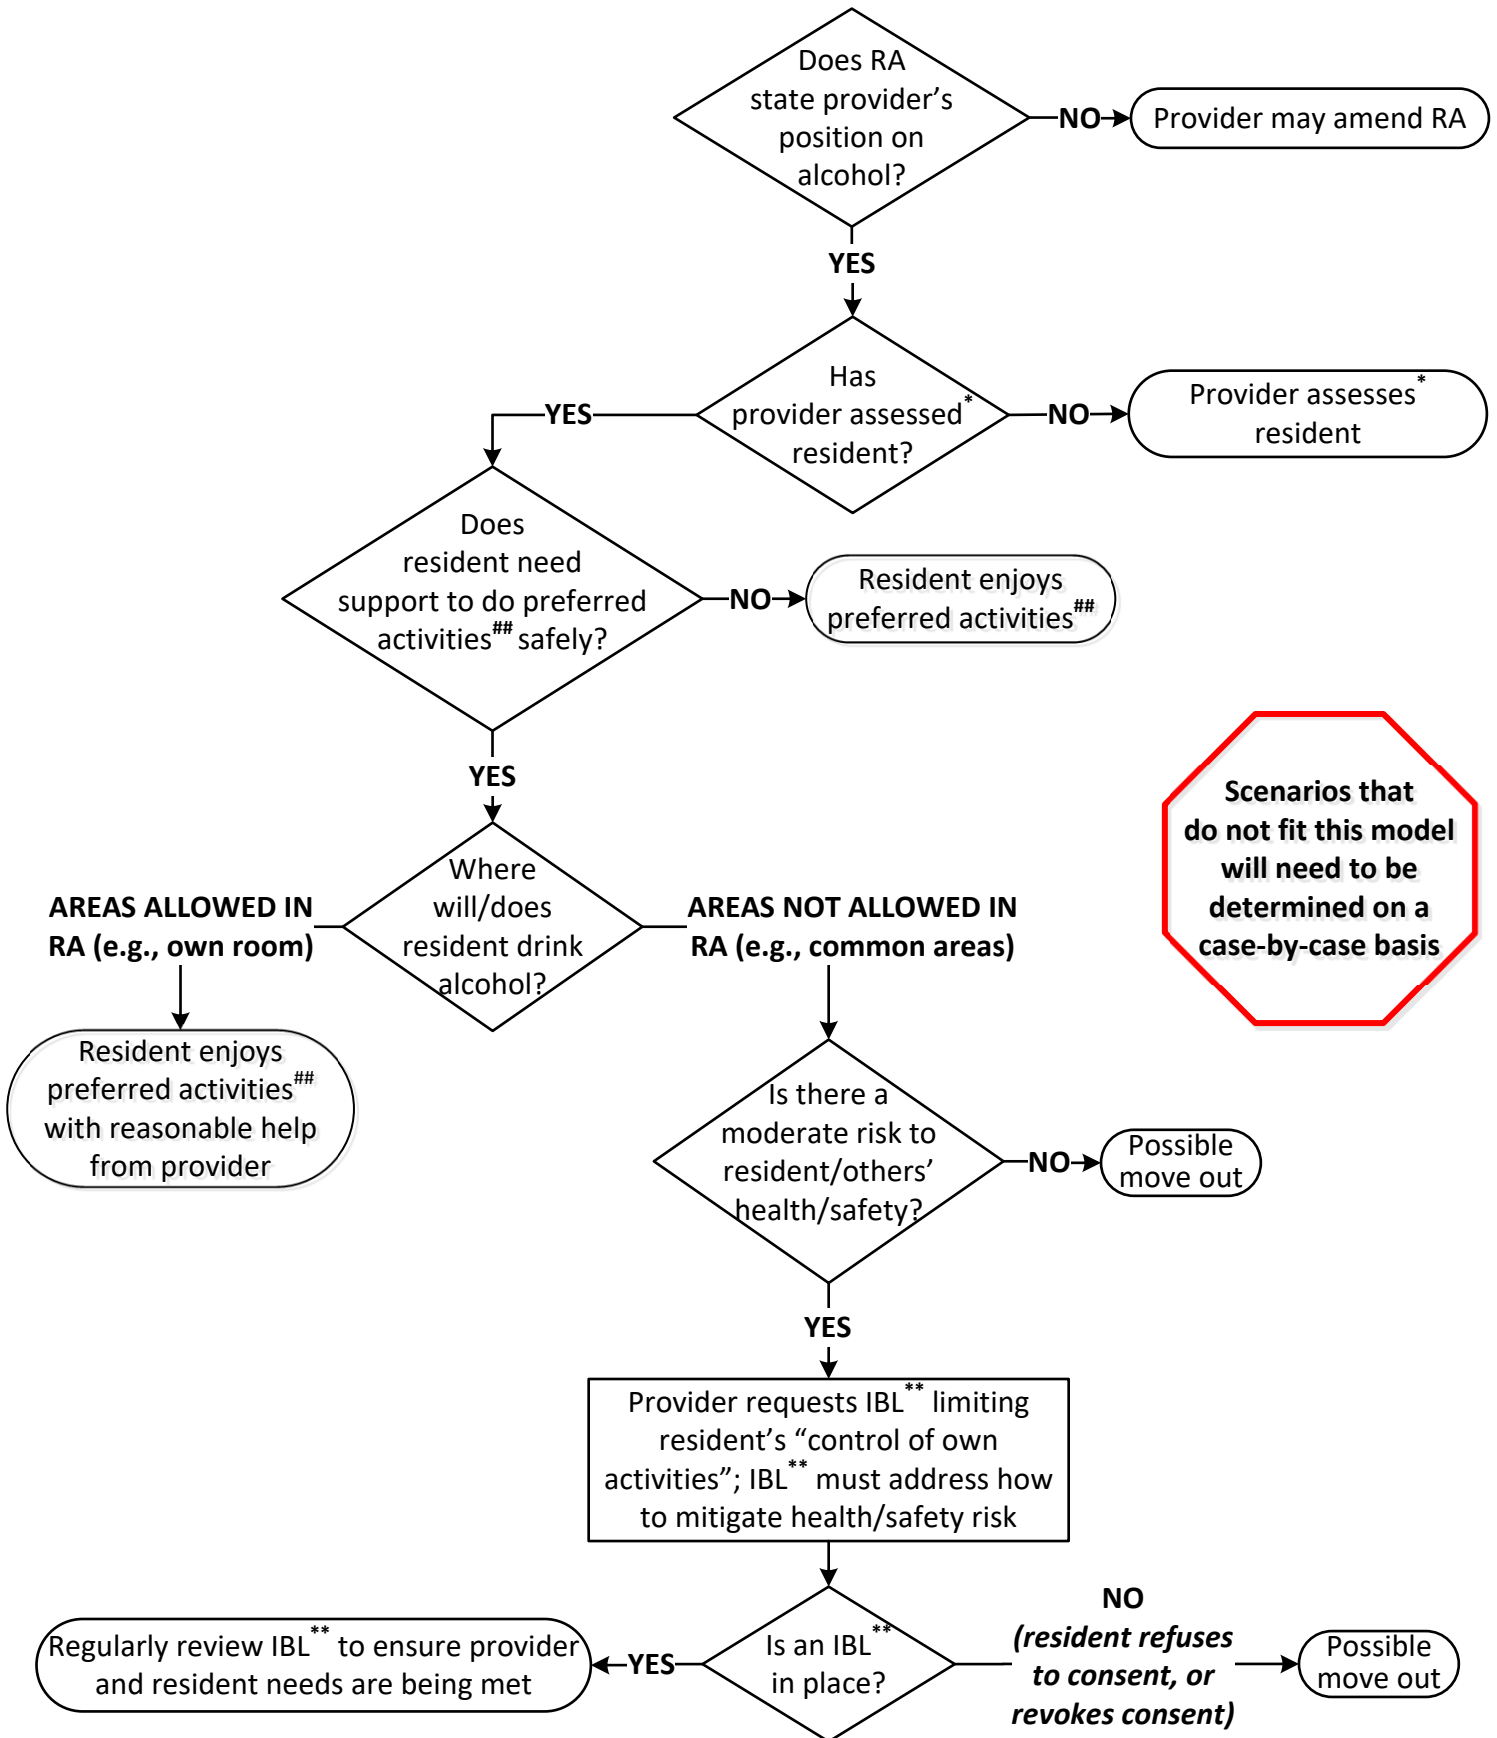 Does RA
state provider’s
position on
alcohol?
NO
Provider may amend RA
YES
Has
provider assessed*
resident?
NO
Provider assesses*
resident
YES
Does
resident need
support to do preferred
activities## safely?
NO
Resident enjoys
preferred activities##
YES
Scenarios that
do not fit this model
will need to be
determined on a
case-by-case basis
Where
will/does
resident drink
alcohol?
AREAS ALLOWED IN
RA (e.g., own room)
AREAS NOT ALLOWED IN
RA (e.g., common areas)
Resident enjoys
preferred activities##
with reasonable help
from provider
Is there a
moderate risk to
resident/others’
health/safety?
NO
Possible
move out
YES
Provider requests IBL** limiting
resident’s “control of own
activities”; IBL** must address how
to mitigate health/safety risk
Is an IBL**
in place?
YES
Regularly review IBL** to ensure provider
and resident needs are being met
NO
(resident refuses
to consent, or
revokes consent)
Possible
move out